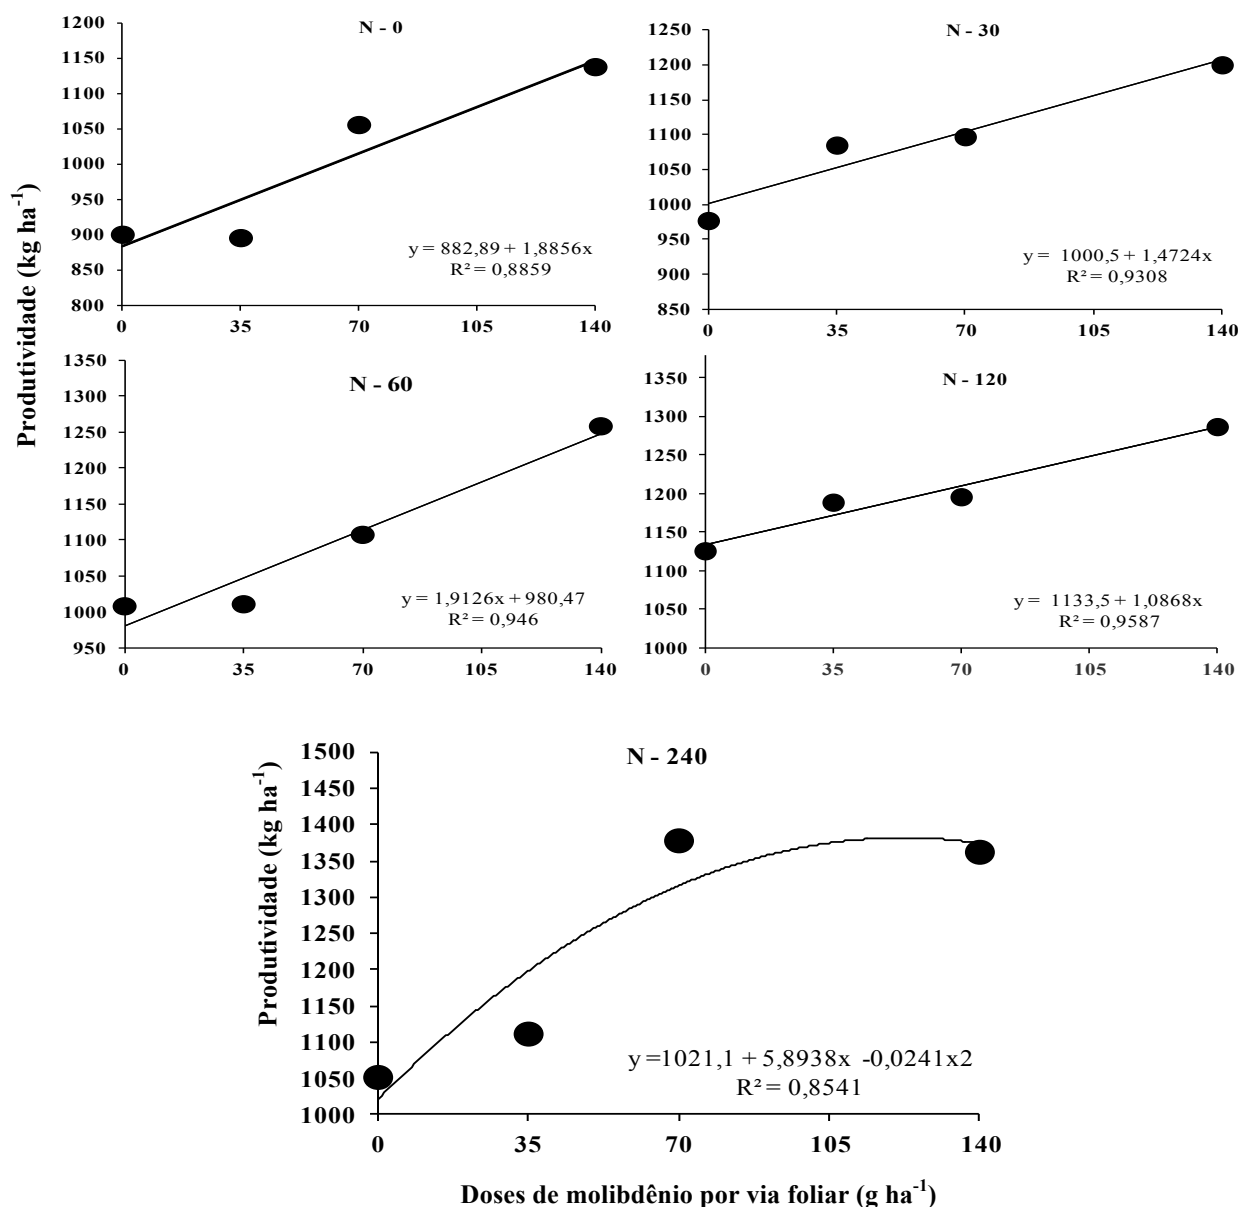 N - 0
1200
1150
1100
1050
1000
950
900
850
800
0 35 70 105 140
y = 882,89 + 1,8856x
R² = 0,8859
N - 30
1250
1200
1150
1100
1050
1000
950
900
850
0 35 70 105 140
y = 1000,5 + 1,4724x
R² = 0,9308
Produtividade (kg ha⁻¹)
N - 60
1350
1300
1250
1200
1150
1100
1050
1000
950
0 35 70 105 140
y = 1,9126x + 980,47
R² = 0,946
N - 120
1350
1300
1250
1200
1150
1100
1050
1000
0 35 70 105 140
y = 1133,5 + 1,0868x
R² = 0,9587
N - 240
Produtividade (kg ha⁻¹)
1500
1450
1400
1350
1300
1250
1200
1150
1100
1050
1000
0 35 70 105 140
y =1021,1 + 5,8938x -0,0241x2
R² = 0,8541
Doses de molibdênio por via foliar (g ha⁻¹)